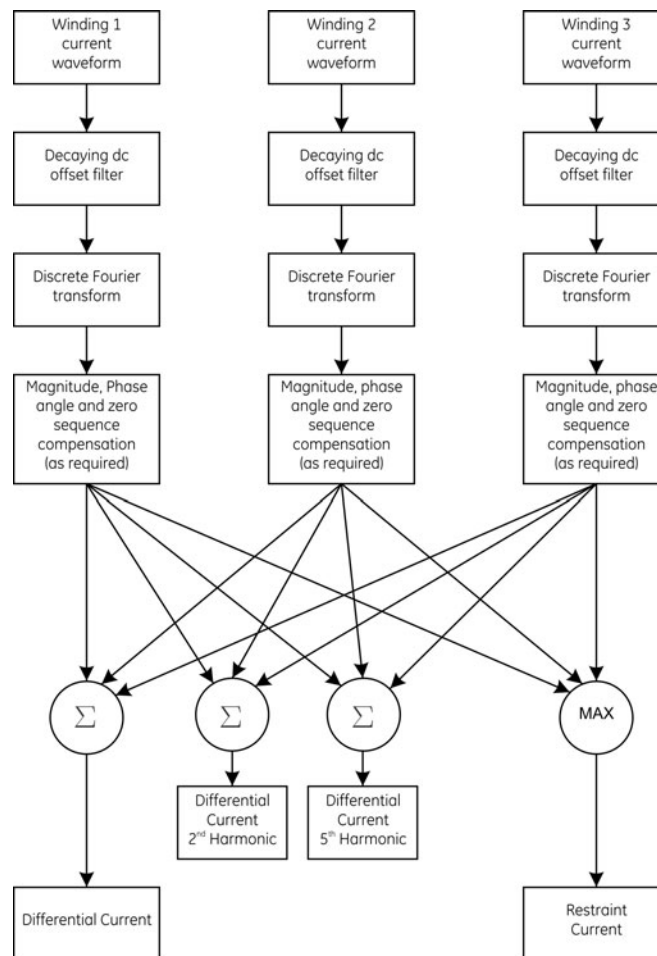 Winding 1
current
waveform
Winding 2
current
waveform
Winding 3
current
waveform
Decaying dc
offset filter
Decaying dc
offset filter
Decaying dc
offset filter
Discrete Fourier
transform
Discrete Fourier
transform
Discrete Fourier
transform
Magnitude, Phase
angle and zero
sequence
compensation
(as required)
Magnitude, phase
angle and zero
sequence
compensation
(as required)
Magnitude, phase
angle and zero
sequence
compensation
(as required)
Σ
Σ
Σ
MAX
Differential
Current
2nd Harmonic
Differential
Current
5th Harmonic
Differential Current
Restraint
Current